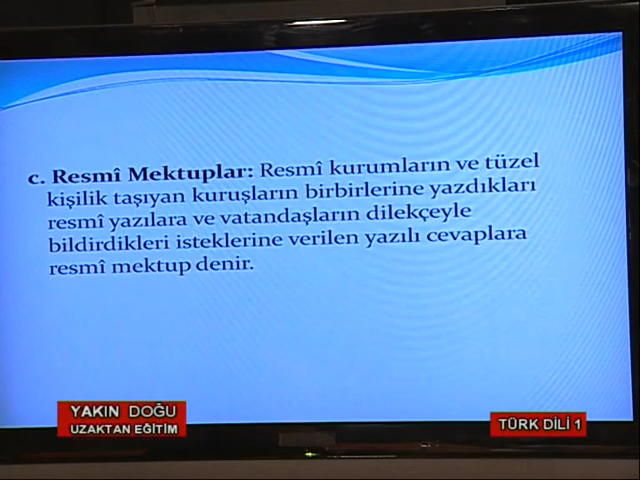 c. Resmî Mektuplar: Resmî kurumların ve tüzel
kişilik taşıyan kuruşların birbirlerine yazdıkları
resmî yazılara ve vatandaşların dilekçeyle
bildirdikleri isteklerine verilen yazılı cevaplara
resmî mektup denir.
YAKIN DOĞU
UZAKTAN EĞİTİM
TÜRK DİLİ 1